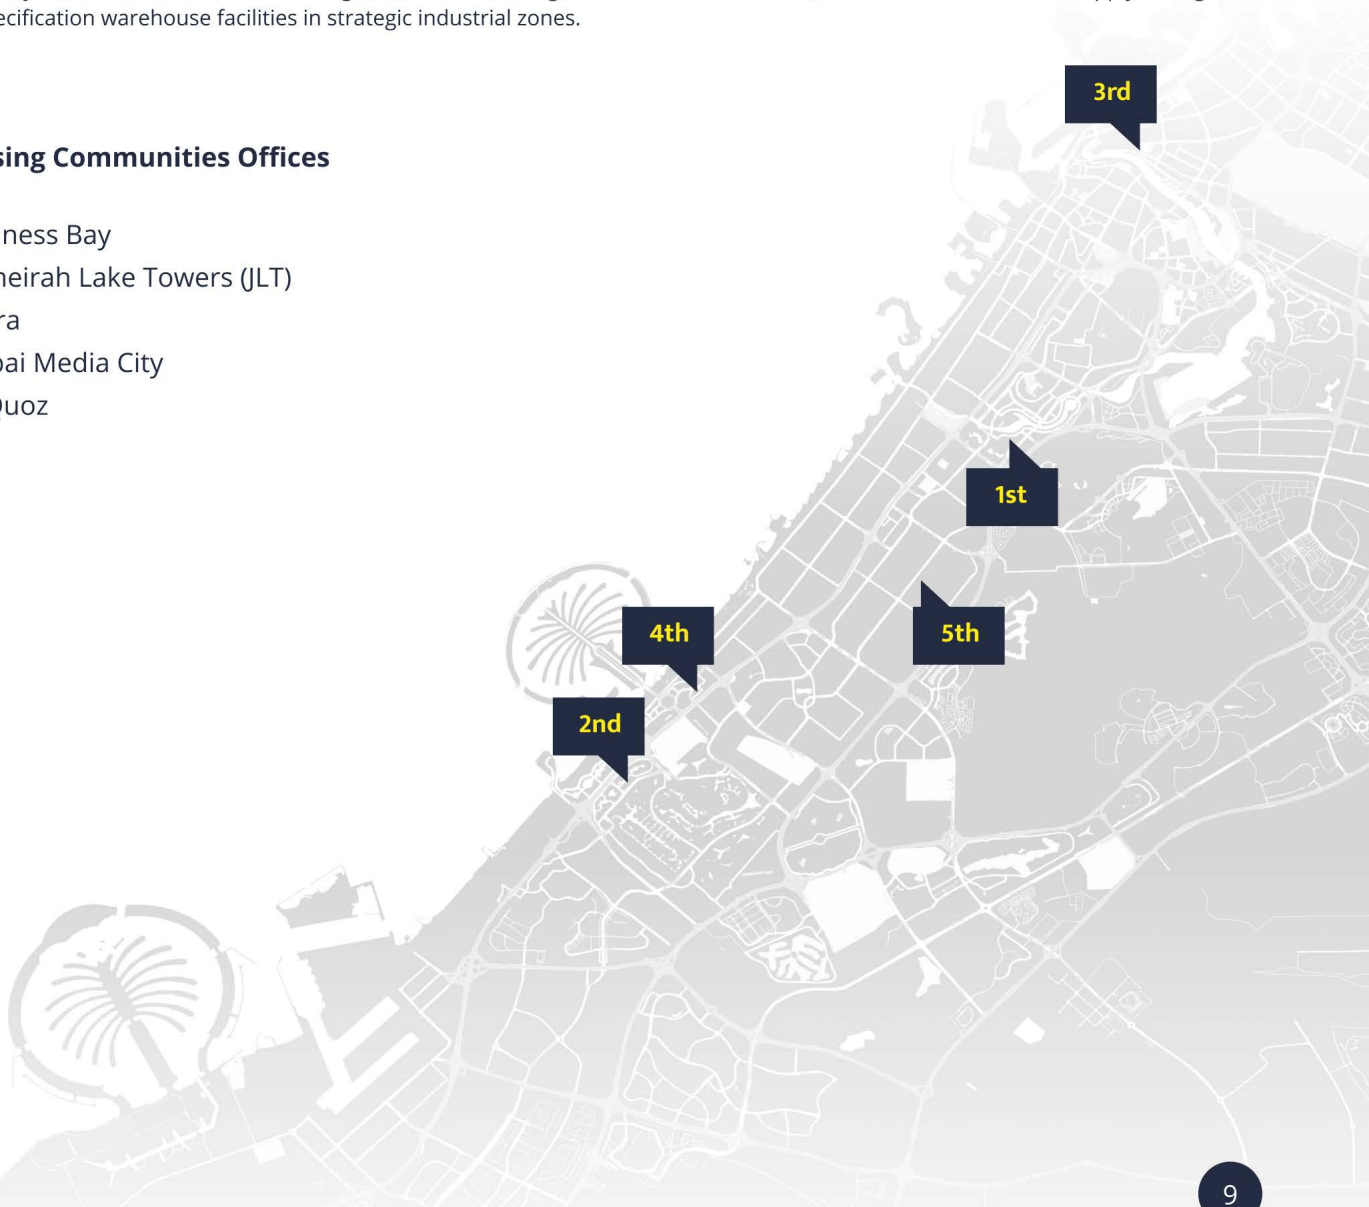 ecification warehouse facilities in strategic industrial zones.
3rd
sing Communities Offices
ness Bay
neirah Lake Towers (JLT)
ra
oai Media City
Quoz
1st
4th
5th
2nd
9